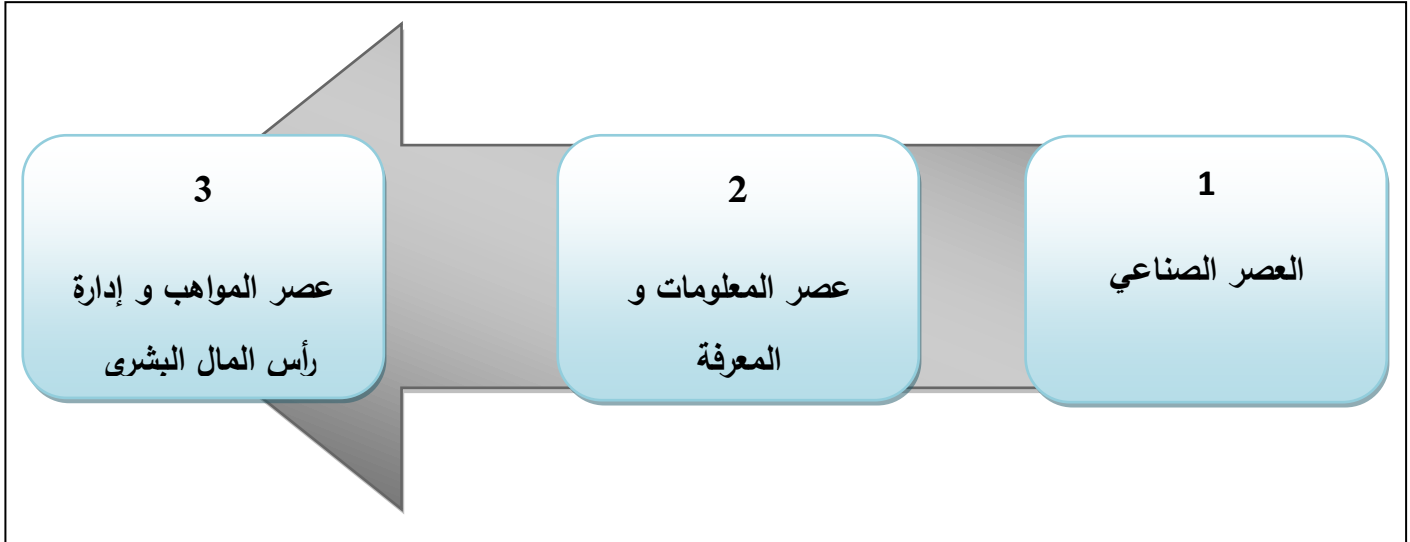 1
العصر الصناعي
2
عصر المعلومات و
المعرفة
3
عصر المواهب و إدارة
رأس المال البشرى